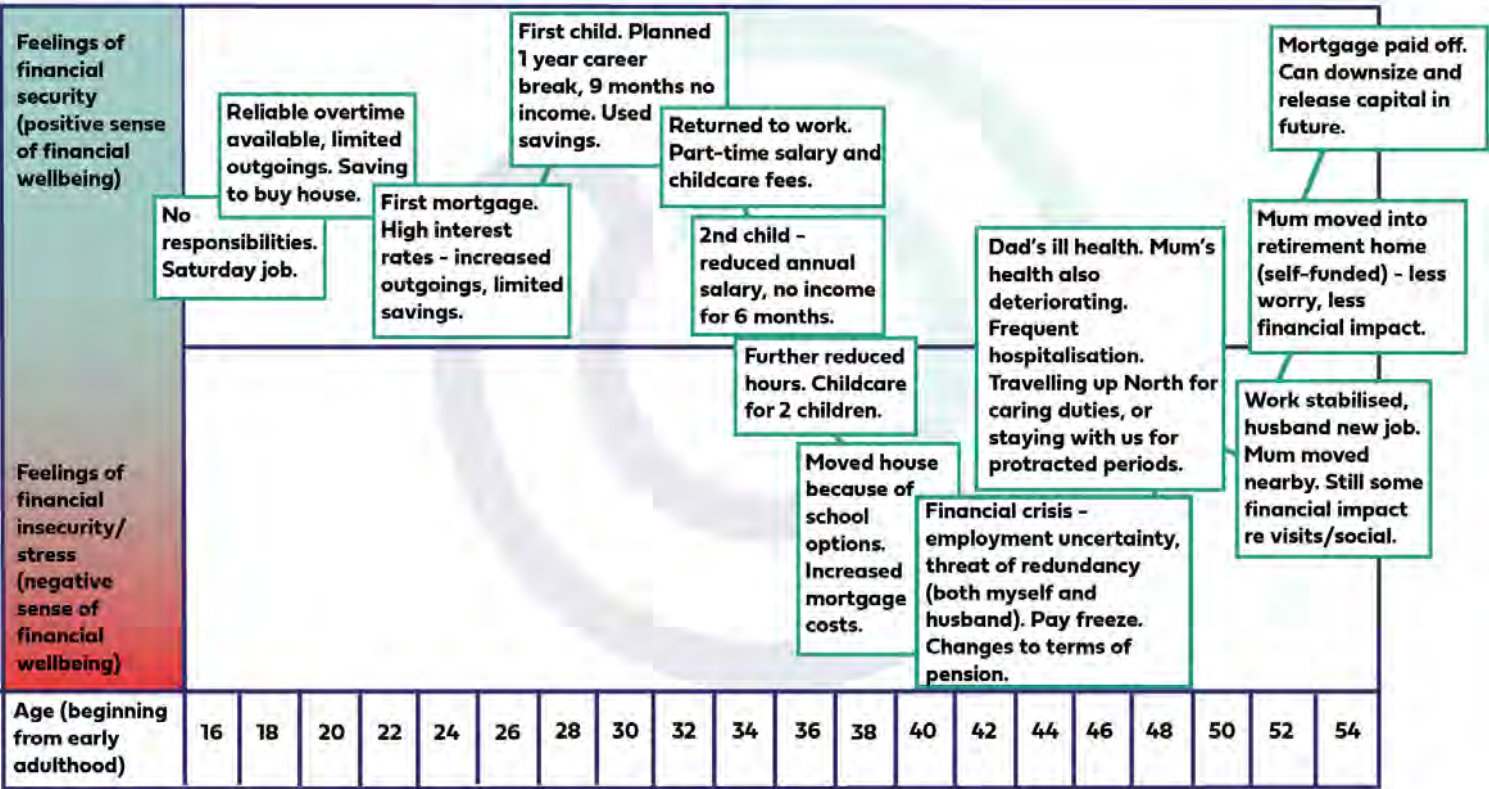 Feelings of
financial
security
(positive sense
of financial
wellbeing)
Feelings of
financial
insecurity/
stress
(negative
sense of
financial
wellbeing)
No
responsibilities.
Saturday job.
Reliable overtime
available, limited
outgoings. Saving
to buy house.
First mortgage.
High interest
rates - increased
outgoings, limited
savings.
First child. Planned
1 year career
break, 9 months no
income. Used
savings.
Returned to work.
Part-time salary and
childcare fees.
2nd child -
reduced annual
salary, no income
for 6 months.
Further reduced
hours. Childcare
for 2 children.
Moved house
because of
school
options.
Increased
mortgage
costs.
Financial crisis -
employment uncertainty,
threat of redundancy
(both myself and
husband). Pay freeze.
Changes to terms of
pension.
Dad's ill health. Mum's
health also
deteriorating.
Frequent
hospitalisation.
Travelling up North for
caring duties, or
staying with us for
protracted periods.
Work stabilised,
husband new job.
Mum moved
nearby. Still some
financial impact
re visits/social.
Mum moved into
retirement home
(self-funded) - less
worry, less
financial impact.
Mortgage paid off.
Can downsize and
release capital in
future.
Age (beginning
from early
adulthood)
16 18 20 22 24 26 28 30 32 34 36 38 40 42 44 46 48 50 52 54